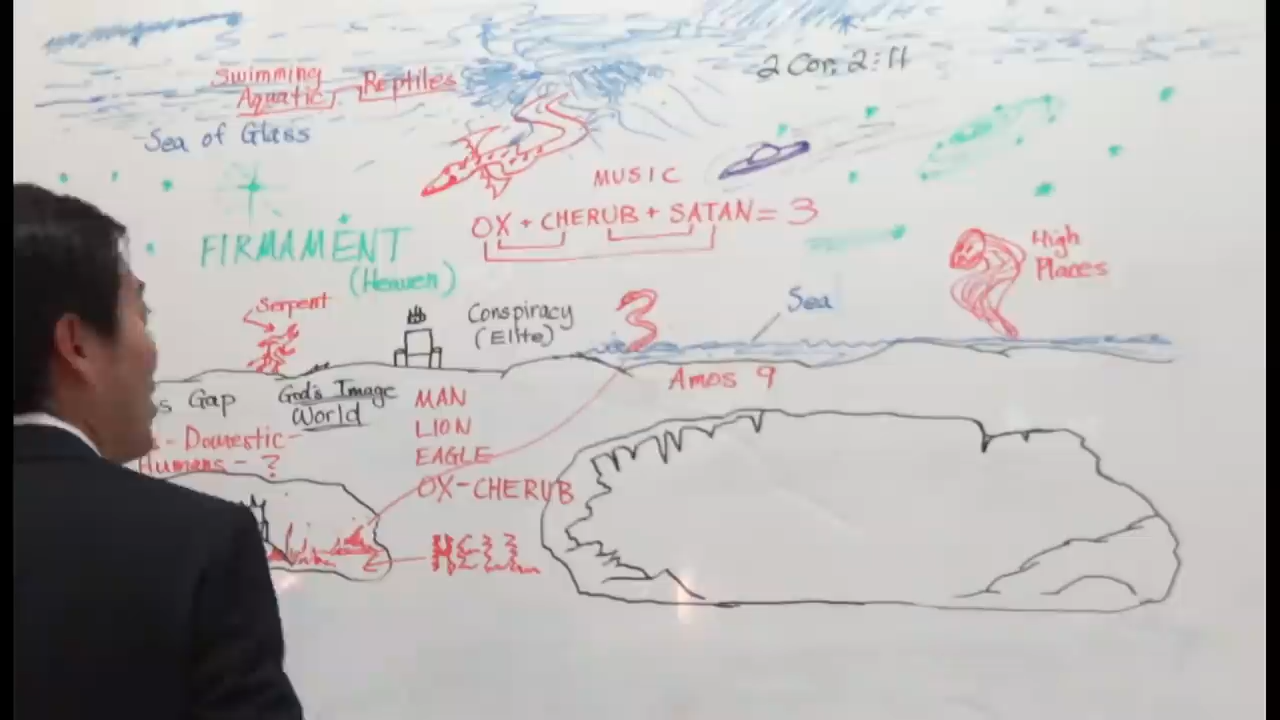 2 Cor. 2:11
Swimming
Aquatic, Reptiles
Sea of Glass
MUSIC
OX + CHERUB + SATAN = 3
FIRMAMENT
(Heaven)
High
Places
Serpent
Conspiracy
(Elite)
Sea
Amos 9
s Gap
God's Image
World
MAN
LION
EAGLE
OX-CHERUB
- Domestic -
Humans - ?
HELL